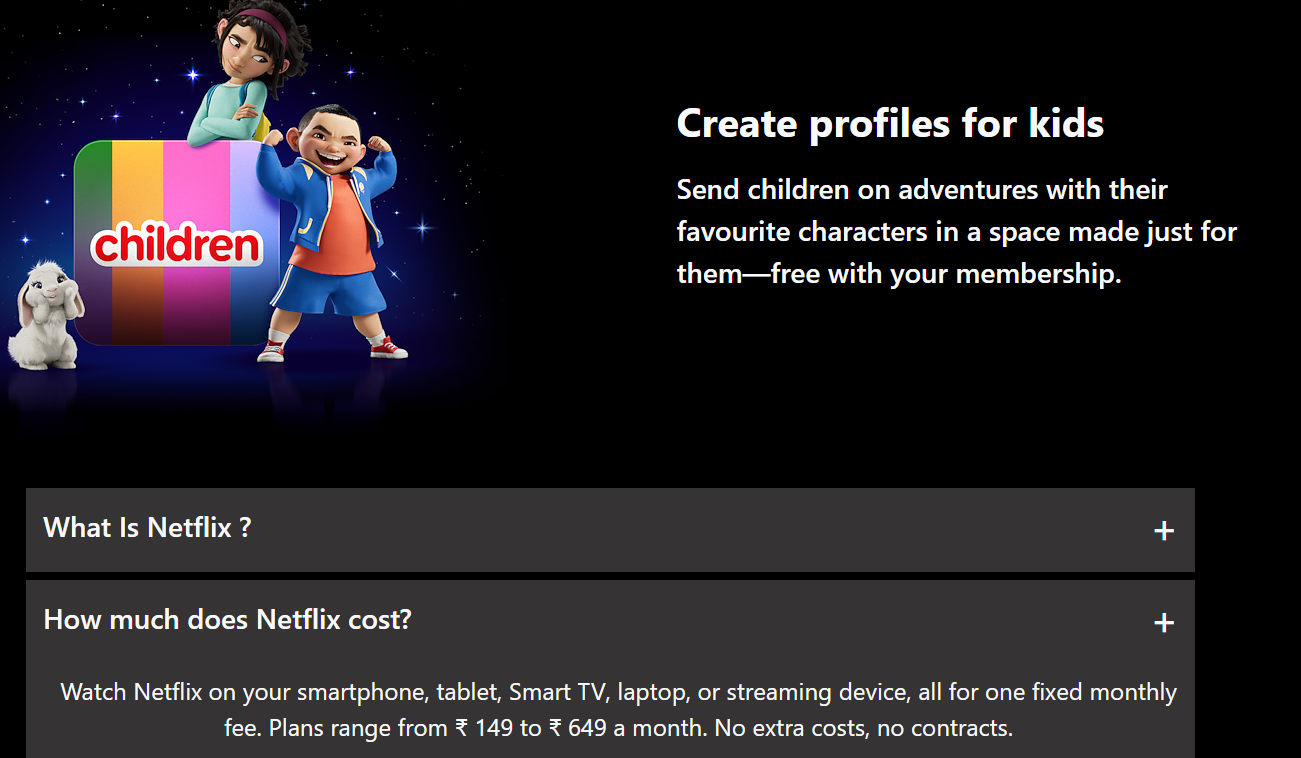 children
Create profiles for kids
Send children on adventures with their
favourite characters in a space made just for
them—free with your membership.
What Is Netflix ?
+
How much does Netflix cost?
+
Watch Netflix on your smartphone, tablet, Smart TV, laptop, or streaming device, all for one fixed monthly
fee. Plans range from ₹ 149 to ₹ 649 a month. No extra costs, no contracts.